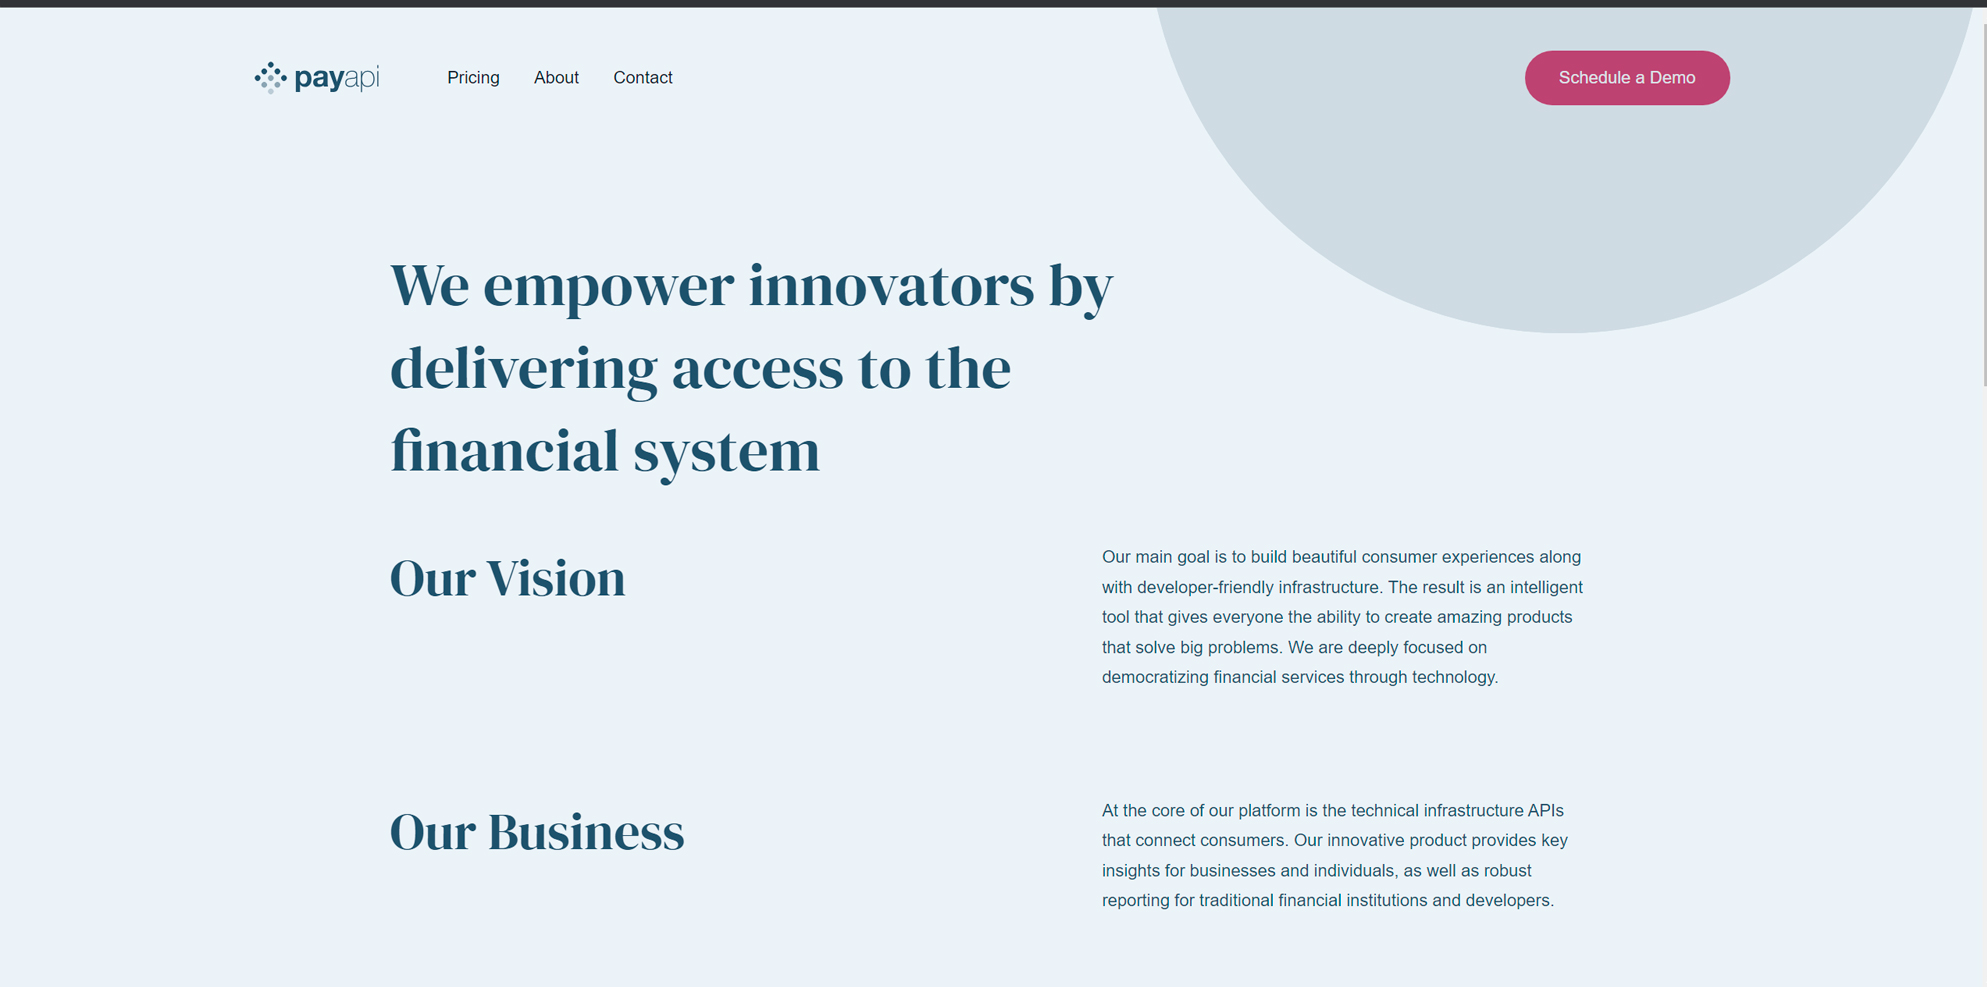 payapi
Pricing
About
Contact
Schedule a Demo
We empower innovators by
delivering access to the
financial system
Our Vision
Our main goal is to build beautiful consumer experiences along
with developer-friendly infrastructure. The result is an intelligent
tool that gives everyone the ability to create amazing products
that solve big problems. We are deeply focused on
democratizing financial services through technology.
Our Business
At the core of our platform is the technical infrastructure APIs
that connect consumers. Our innovative product provides key
insights for businesses and individuals, as well as robust
reporting for traditional financial institutions and developers.